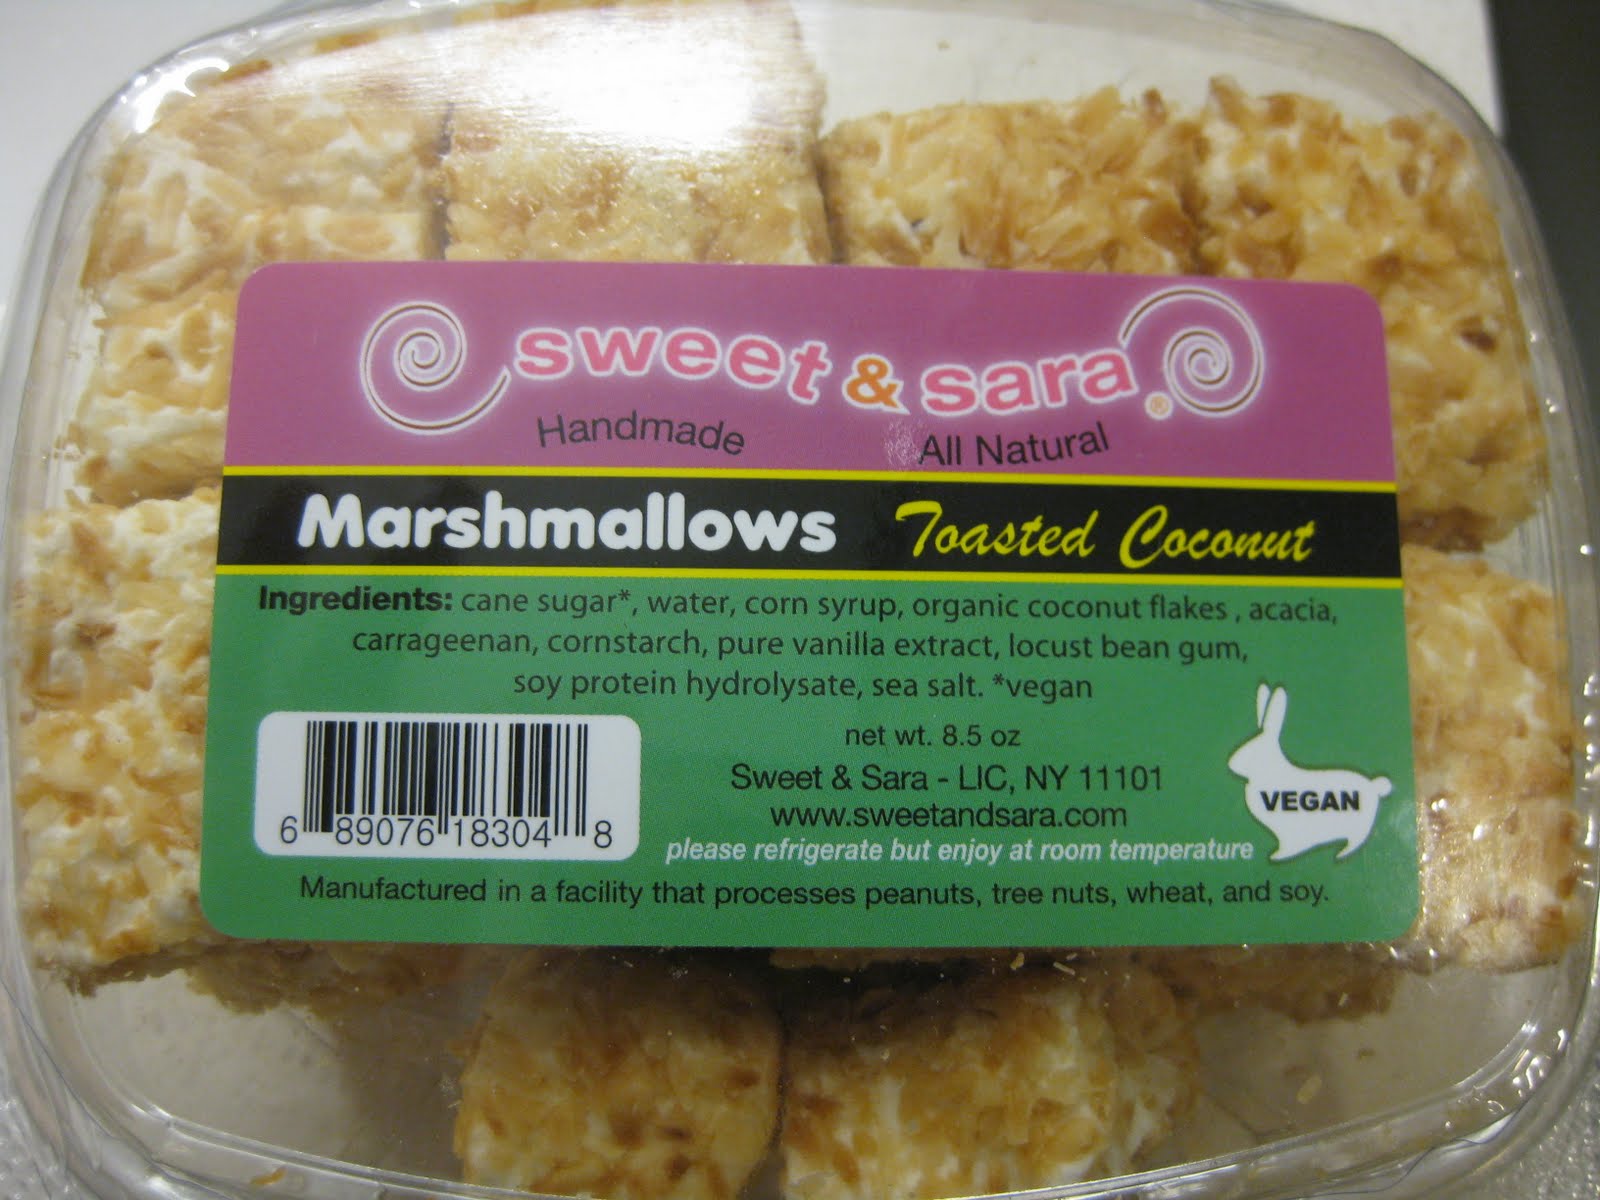 sweet & sara®
Handmade All Natural
Marshmallows Toasted Coconut
Ingredients: cane sugar*, water, corn syrup, organic coconut flakes , acacia,
carrageenan, cornstarch, pure vanilla extract, locust bean gum,
soy protein hydrolysate, sea salt. *vegan
net wt. 8.5 oz
Sweet & Sara - LIC, NY 11101
www.sweetandsara.com
please refrigerate but enjoy at room temperature
VEGAN
6 89076 18304 8
Manufactured in a facility that processes peanuts, tree nuts, wheat, and soy.